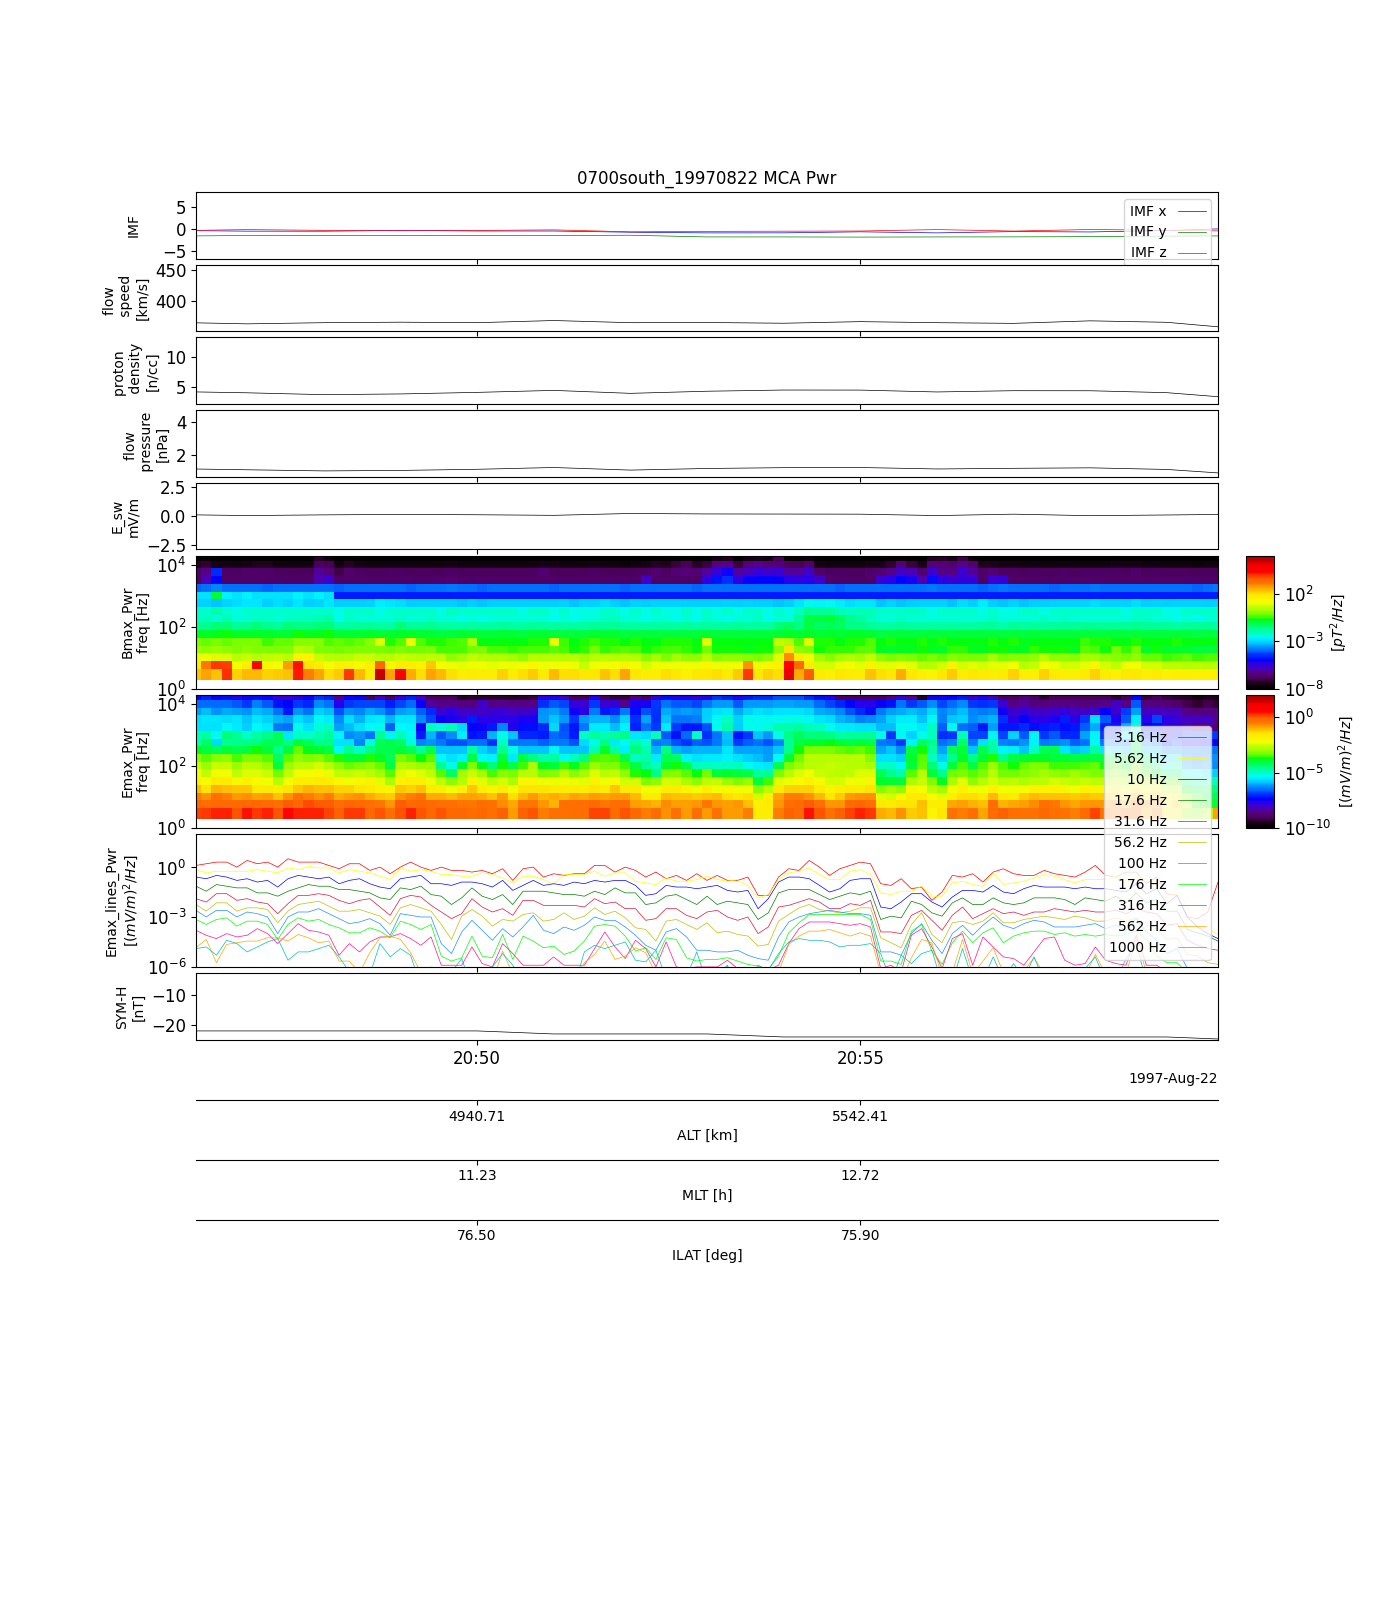 0700south_19970822 MCA Pwr
IMF
5
0
−5
IMF x
IMF y
IMF z
flow
speed
[km/s]
450
400
proton
density
[n/cc]
10
5
flow
pressure
[nPa]
4
2
E_sw
mV/m
2.5
0.0
−2.5
Bmax_Pwr
freq [Hz]
10^4
10^2
10^0
10^2
10^−3
10^−8
[pT^2/Hz]
Emax_Pwr
freq [Hz]
10^4
10^2
10^0
10^0
10^−5
10^−10
[(mV/m)^2/Hz]
3.16 Hz
5.62 Hz
10 Hz
17.6 Hz
31.6 Hz
56.2 Hz
100 Hz
176 Hz
316 Hz
562 Hz
1000 Hz
Emax_lines_Pwr
[(mV/m)^2/Hz]
10^0
10^−3
10^−6
SYM-H
[nT]
−10
−20
20:50
20:55
1997-Aug-22
4940.71
5542.41
ALT [km]
11.23
12.72
MLT [h]
76.50
75.90
ILAT [deg]